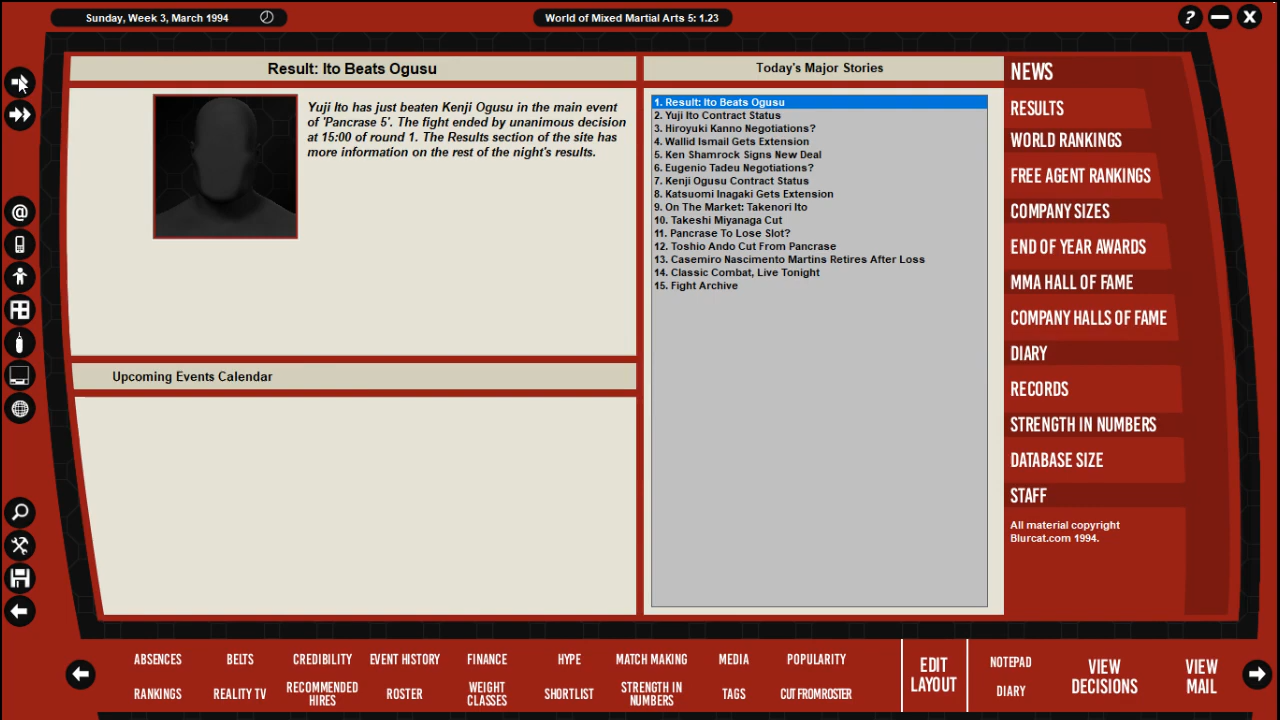 Sunday, Week 3, March 1994
World of Mixed Martial Arts 5: 1.23
?
Result: Ito Beats Ogusu
Yuji Ito has just beaten Kenji Ogusu in the main event
of 'Pancrase 5'. The fight ended by unanimous decision
at 15:00 of round 1. The Results section of the site has
more information on the rest of the night's results.
Upcoming Events Calendar
Today's Major Stories
1. Result: Ito Beats Ogusu
2. Yuji Ito Contract Status
3. Hiroyuki Kanno Negotiations?
4. Wallid Ismail Gets Extension
5. Ken Shamrock Signs New Deal
6. Eugenio Tadeu Negotiations?
7. Kenji Ogusu Contract Status
8. Katsuomi Inagaki Gets Extension
9. On The Market: Takenori Ito
10. Takeshi Miyanaga Cut
11. Pancrase To Lose Slot?
12. Toshio Ando Cut From Pancrase
13. Casemiro Nascimento Martins Retires After Loss
14. Classic Combat, Live Tonight
15. Fight Archive
NEWS
RESULTS
WORLD RANKINGS
FREE AGENT RANKINGS
COMPANY SIZES
END OF YEAR AWARDS
MMA HALL OF FAME
COMPANY HALLS OF FAME
DIARY
RECORDS
STRENGTH IN NUMBERS
DATABASE SIZE
STAFF
All material copyright
Blurcat.com 1994.
@
ABSENCES BELTS CREDIBILITY EVENT HISTORY FINANCE HYPE MATCH MAKING MEDIA POPULARITY
RANKINGS REALITY TV RECOMMENDED HIRES ROSTER WEIGHT CLASSES SHORTLIST STRENGTH IN NUMBERS TAGS CUT FROM ROSTER
EDIT
LAYOUT
NOTEPAD
DIARY
VIEW
DECISIONS
VIEW
MAIL